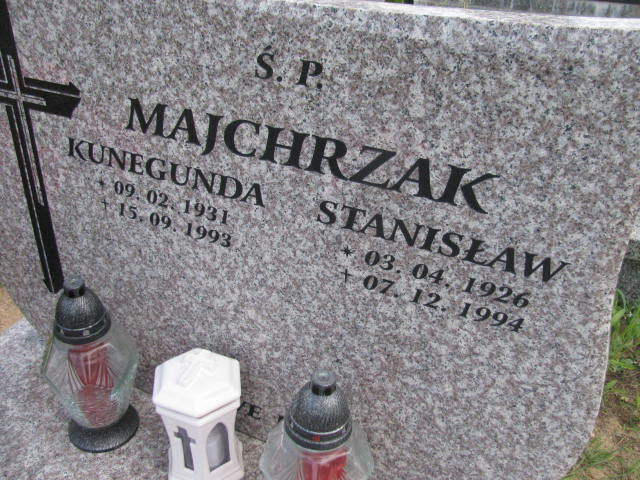 Ś. P.
MAJCHRZAK
KUNEGUNDA
* 09. 02. 1931
+ 15. 09. 1993
STANISŁAW
* 03. 04. 1926
+ 07. 12. 1994